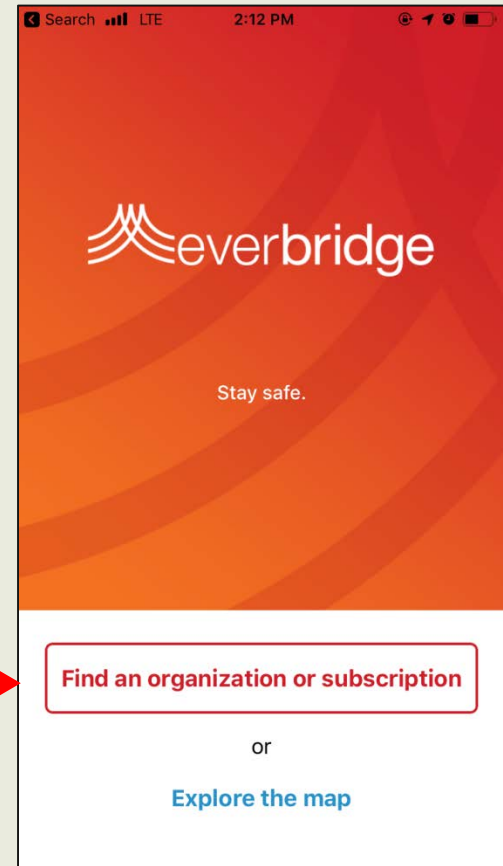 Search LTE 2:12 PM
everbridge
Stay safe.
Find an organization or subscription
or
Explore the map